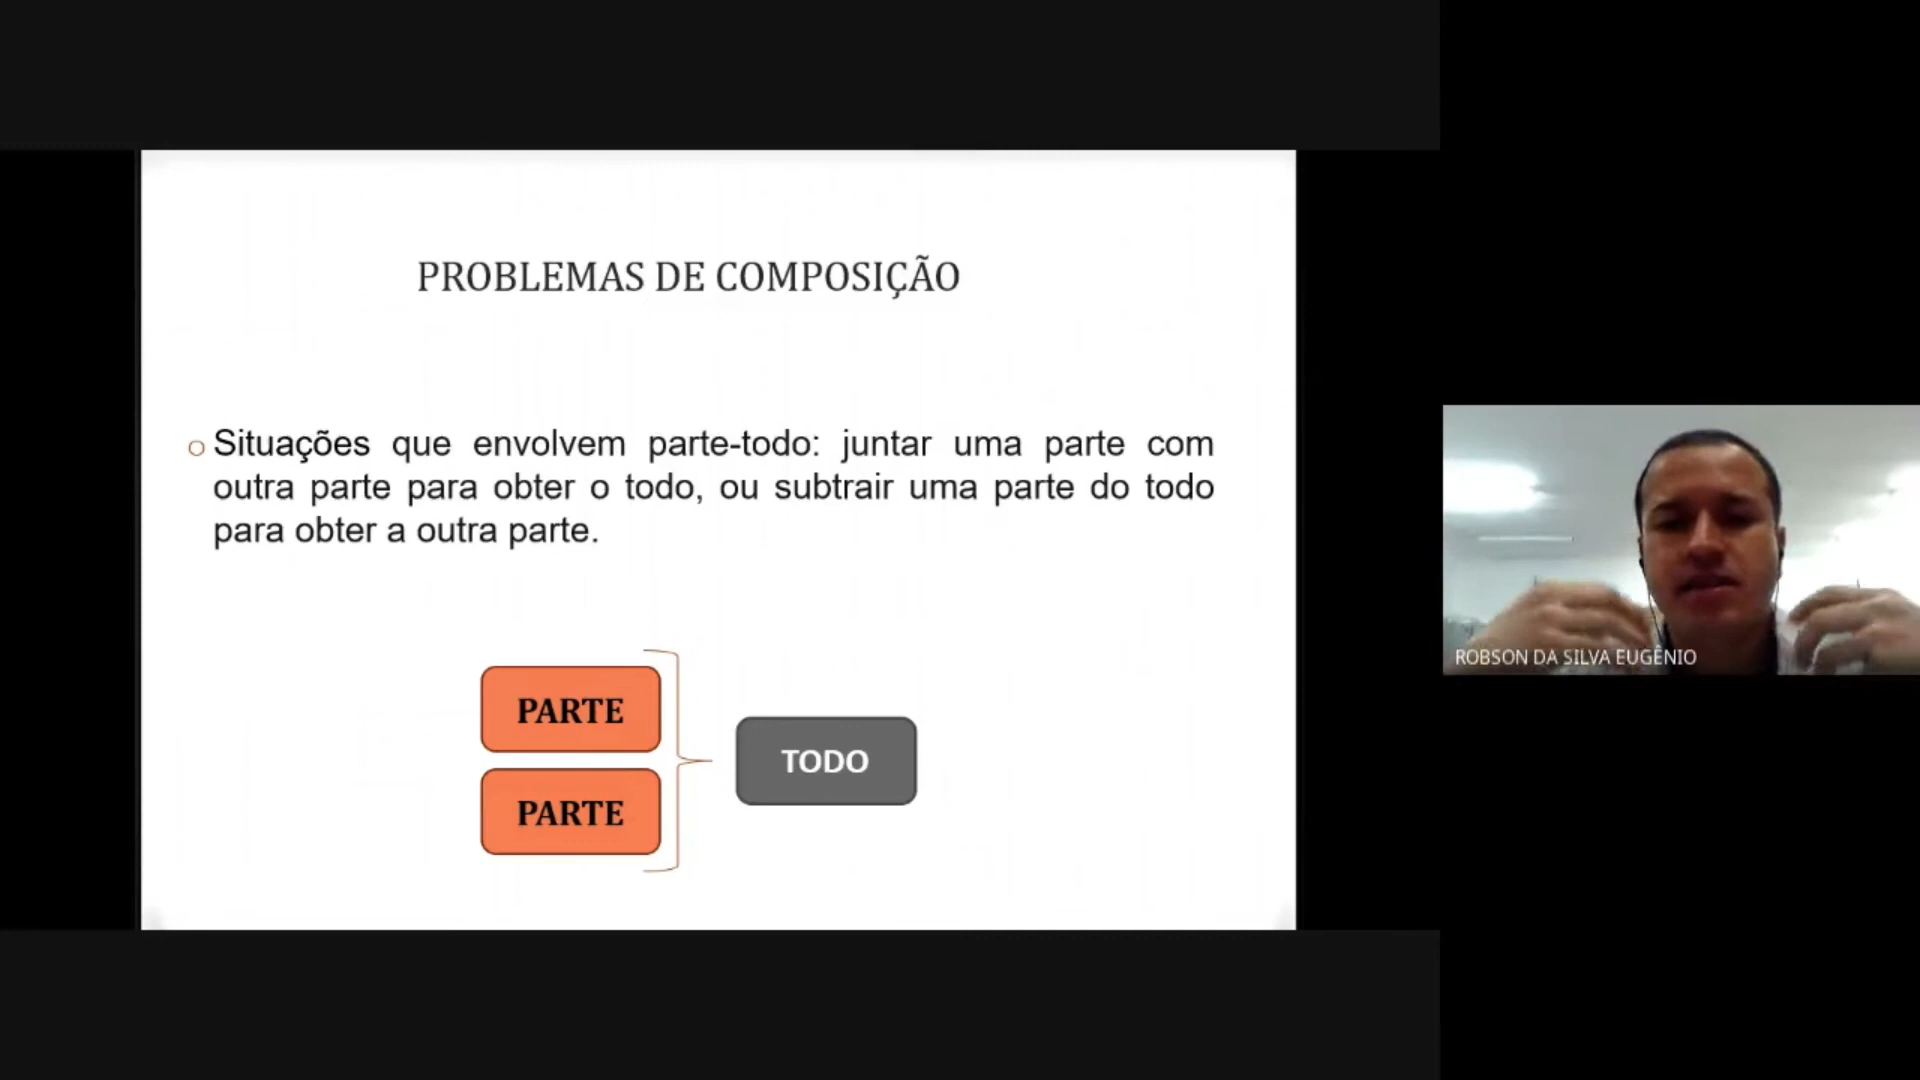 PROBLEMAS DE COMPOSIÇÃO
Situações que envolvem parte-todo: juntar uma parte com
outra parte para obter o todo, ou subtrair uma parte do todo
para obter a outra parte.
PARTE
PARTE
TODO
ROBSON DA SILVA EUGÊNIO